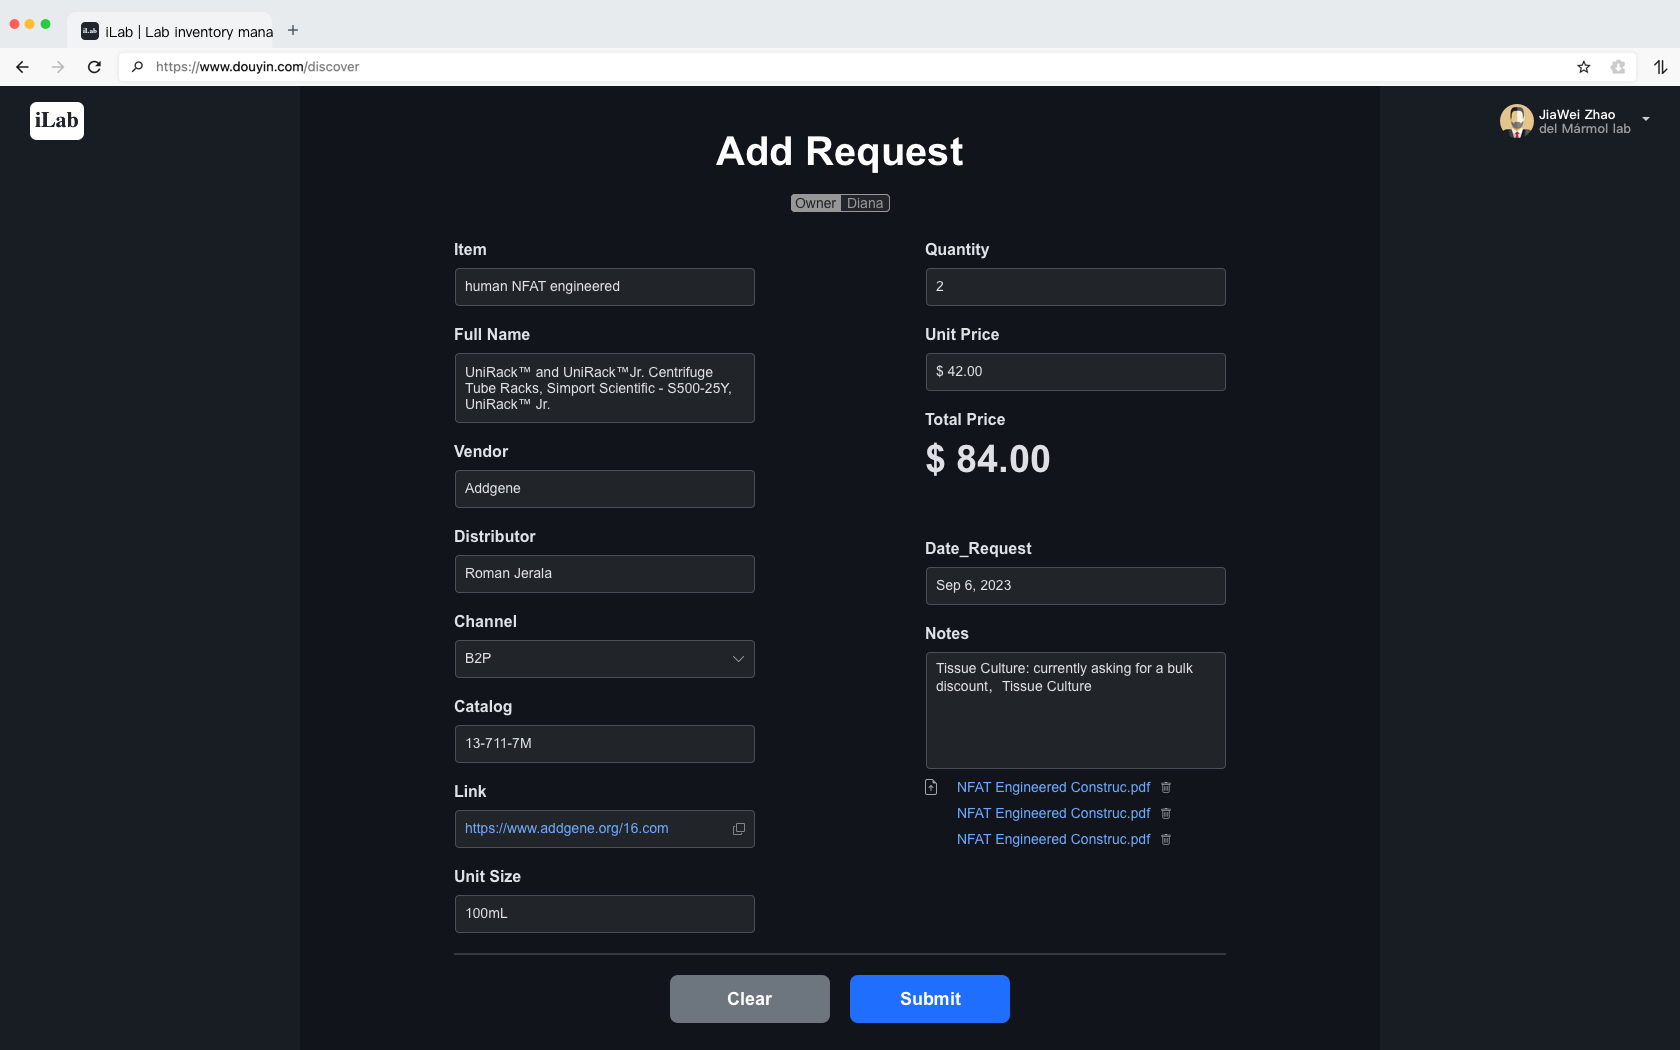 iLab | Lab inventory mana
https://www.douyin.com/discover
iLab
JiaWei Zhao
del Mármol lab
Add Request
Owner Diana
Item
human NFAT engineered
Full Name
UniRack™ and UniRack™Jr. Centrifuge
Tube Racks, Simport Scientific - S500-25Y,
UniRack™ Jr.
Vendor
Addgene
Distributor
Roman Jerala
Channel
B2P
Catalog
13-711-7M
Link
https://www.addgene.org/16.com
Unit Size
100mL
Quantity
2
Unit Price
$ 42.00
Total Price
$ 84.00
Date_Request
Sep 6, 2023
Notes
Tissue Culture: currently asking for a bulk
discount，Tissue Culture
NFAT Engineered Construc.pdf
NFAT Engineered Construc.pdf
NFAT Engineered Construc.pdf
Clear
Submit